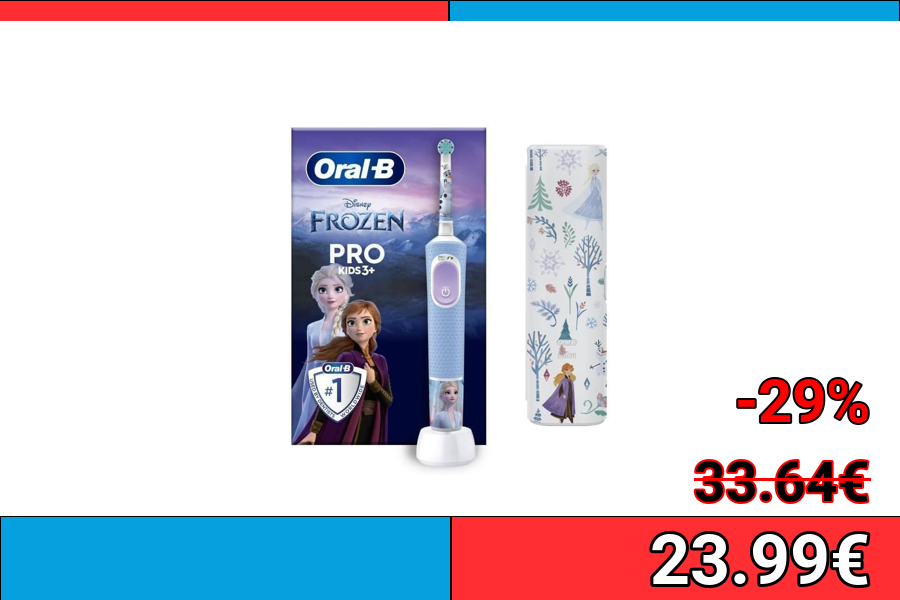 Oral-B
Disney
FROZEN
PRO
KIDS 3+
Oral-B
#1
-29%
33.64€
23.99€